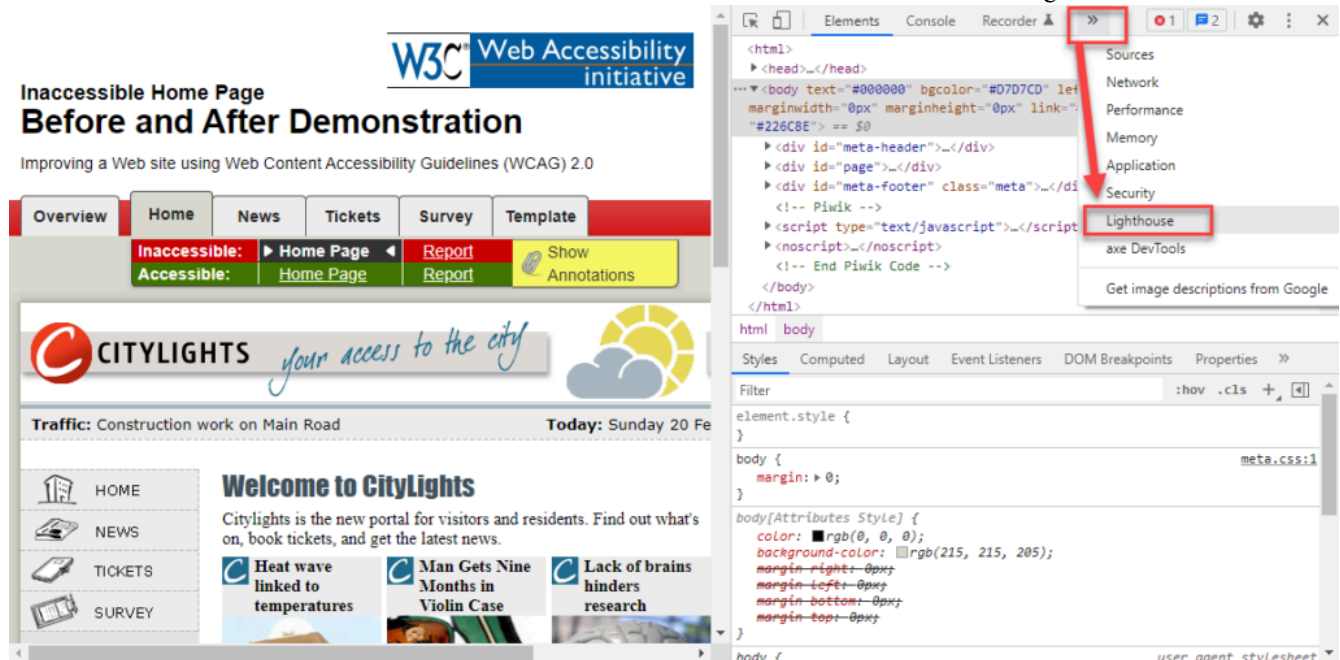 W3C® Web Accessibility
initiative
Inaccessible Home Page
Before and After Demonstration
Improving a Web site using Web Content Accessibility Guidelines (WCAG) 2.0
Overview Home News Tickets Survey Template
Inaccessible: Home Page Report
Accessible: Home Page Report
Show
Annotations
CITYLIGHTS your access to the city
Traffic: Construction work on Main Road Today: Sunday 20 Fe
HOME
NEWS
TICKETS
SURVEY
Welcome to CityLights
Citylights is the new portal for visitors and residents. Find out what's
on, book tickets, and get the latest news.
Heat wave
linked to
temperatures
Man Gets Nine
Months in
Violin Case
Lack of brains
hinders
research
Elements Console Recorder » 1 2
<html>
<head>…</head>
<body text="#000000" bgcolor="#D7D7CD" lef
marginwidth="0px" marginheight="0px" link="
"#226C8E"> == $0
<div id="meta-header">…</div>
<div id="page">…</div>
<div id="meta-footer" class="meta">…</di
<!-- Piwik -->
<script type="text/javascript">…</script
<noscript>…</noscript>
<!-- End Piwik Code -->
</body>
</html>
Sources
Network
Performance
Memory
Application
Security
Lighthouse
axe DevTools
Get image descriptions from Google
html body
Styles Computed Layout Event Listeners DOM Breakpoints Properties »
Filter :hov .cls +
element.style {
}
body { meta.css:1
margin: 0;
}
body[Attributes Style] {
color: rgb(0, 0, 0);
background-color: rgb(215, 215, 205);
margin right: 0px;
margin left: 0px;
margin bottom: 0px;
margin top: 0px;
}
body { user agent stylesheet